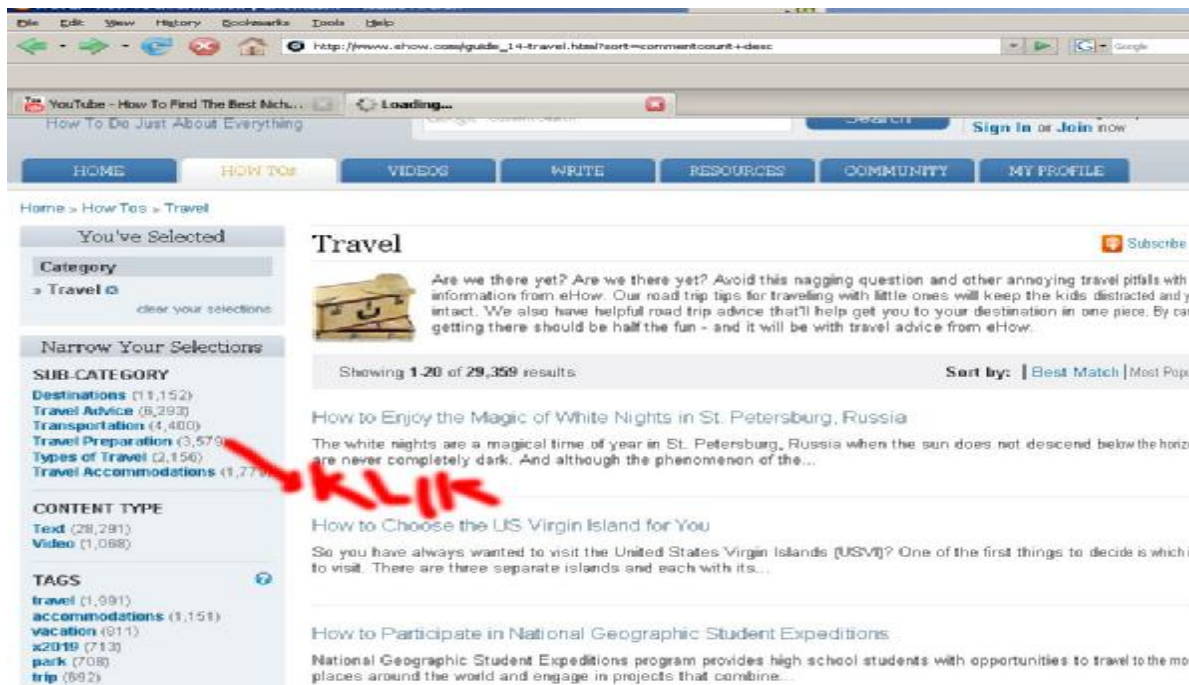 File Edit View History Bookmarks Tools Help
http://www.ehow.com/guide_14-travel.html?sort=commentcount+desc
Google
YouTube - How To Find The Best Nich...
Loading...
How To Do Just About Everything
Search
Sign In or Join now
HOME HOW TOs VIDEOS WRITE RESOURCES COMMUNITY MY PROFILE
Home » How Tos » Travel
You've Selected
Category
» Travel
clear your selections
Narrow Your Selections
SUB-CATEGORY
Destinations (11,152)
Travel Advice (6,293)
Transportation (4,400)
Travel Preparation (3,579)
Types of Travel (2,156)
Travel Accommodations (1,779)
KLIK
CONTENT TYPE
Text (28,291)
Video (1,068)
TAGS
travel (1,991)
accommodations (1,151)
vacation (811)
x2019 (713)
park (708)
trip (692)
Travel
Subscribe
Are we there yet? Are we there yet? Avoid this nagging question and other annoying travel pitfalls with
information from eHow. Our road trip tips for traveling with little ones will keep the kids distracted and y
intact. We also have helpful road trip advice that'll help get you to your destination in one piece. By car
getting there should be half the fun - and it will be with travel advice from eHow.
Showing 1-20 of 29,359 results
Sort by: | Best Match | Most Popu
How to Enjoy the Magic of White Nights in St. Petersburg, Russia
The white nights are a magical time of year in St. Petersburg, Russia when the sun does not descend below the horizo
are never completely dark. And although the phenomenon of the...
How to Choose the US Virgin Island for You
So you have always wanted to visit the United States Virgin Islands (USVI)? One of the first things to decide is which i
to visit. There are three separate islands and each with its...
How to Participate in National Geographic Student Expeditions
National Geographic Student Expeditions program provides high school students with opportunities to travel to the mo
places around the world and engage in projects that combine...